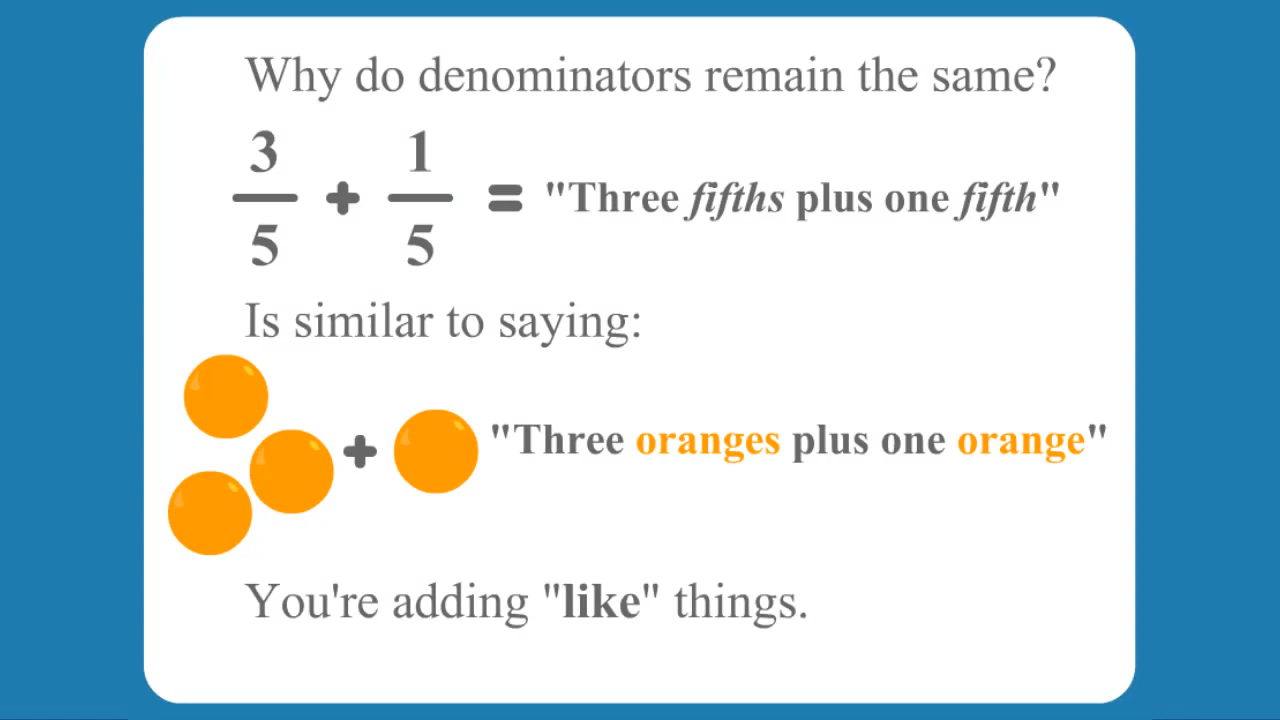 Why do denominators remain the same?
3/5 + 1/5 = "Three fifths plus one fifth"
Is similar to saying:
+ "Three oranges plus one orange"
You're adding "like" things.